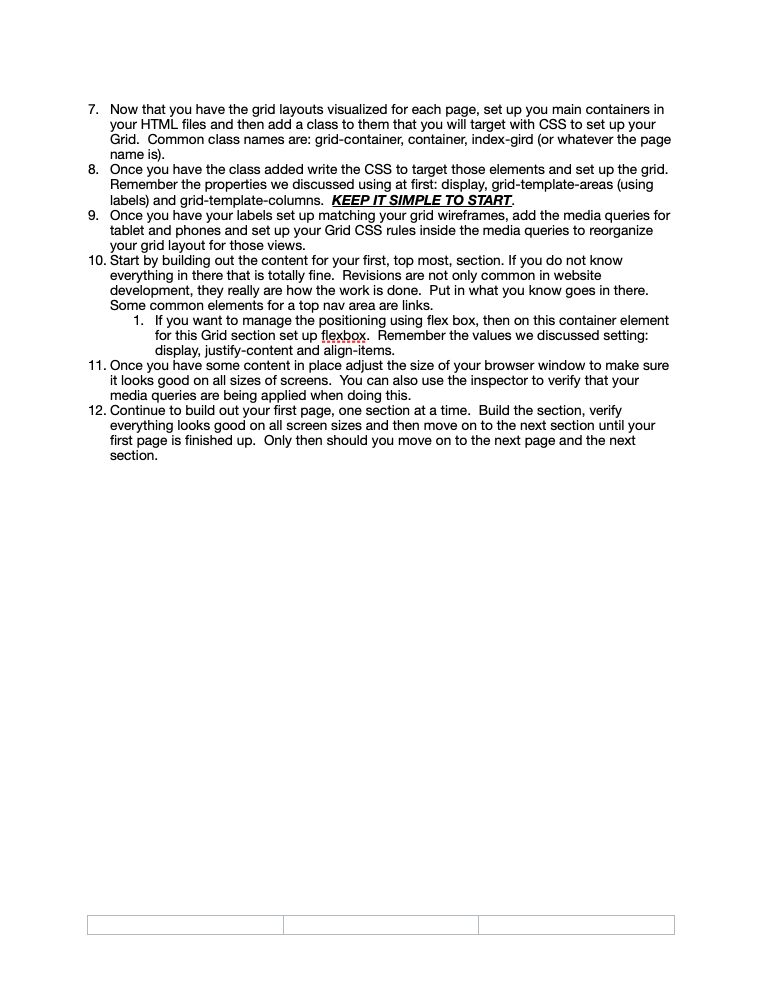 7. Now that you have the grid layouts visualized for each page, set up you main containers in
your HTML files and then add a class to them that you will target with CSS to set up your
Grid.  Common class names are: grid-container, container, index-gird (or whatever the page
name is).
8. Once you have the class added write the CSS to target those elements and set up the grid.
Remember the properties we discussed using at first: display, grid-template-areas (using
labels) and grid-template-columns.  KEEP IT SIMPLE TO START.
9. Once you have your labels set up matching your grid wireframes, add the media queries for
tablet and phones and set up your Grid CSS rules inside the media queries to reorganize
your grid layout for those views.
10. Start by building out the content for your first, top most, section. If you do not know
everything in there that is totally fine.  Revisions are not only common in website
development, they really are how the work is done.  Put in what you know goes in there.
Some common elements for a top nav area are links.
1. If you want to manage the positioning using flex box, then on this container element
for this Grid section set up flexbox.  Remember the values we discussed setting:
display, justify-content and align-items.
11. Once you have some content in place adjust the size of your browser window to make sure
it looks good on all sizes of screens.  You can also use the inspector to verify that your
media queries are being applied when doing this.
12. Continue to build out your first page, one section at a time.  Build the section, verify
everything looks good on all screen sizes and then move on to the next section until your
first page is finished up.  Only then should you move on to the next page and the next
section.